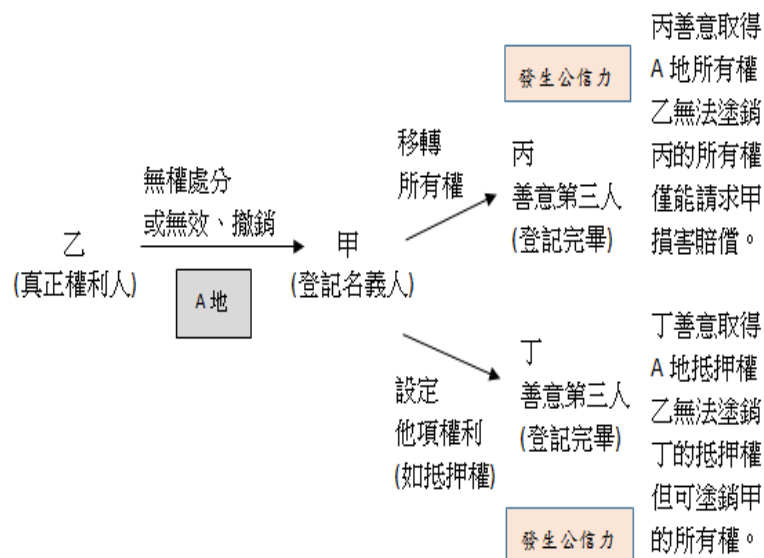 無權處分
或無效、撤銷
乙
(真正權利人)
A地
甲
(登記名義人)
移轉
所有權
發生公信力
丙
善意第三人
(登記完畢)
丙善意取得
A地所有權
乙無法塗銷
丙的所有權
僅能請求甲
損害賠償。
設定
他項權利
(如抵押權)
丁
善意第三人
(登記完畢)
發生公信力
丁善意取得
A地抵押權
乙無法塗銷
丁的抵押權
但可塗銷甲
的所有權。